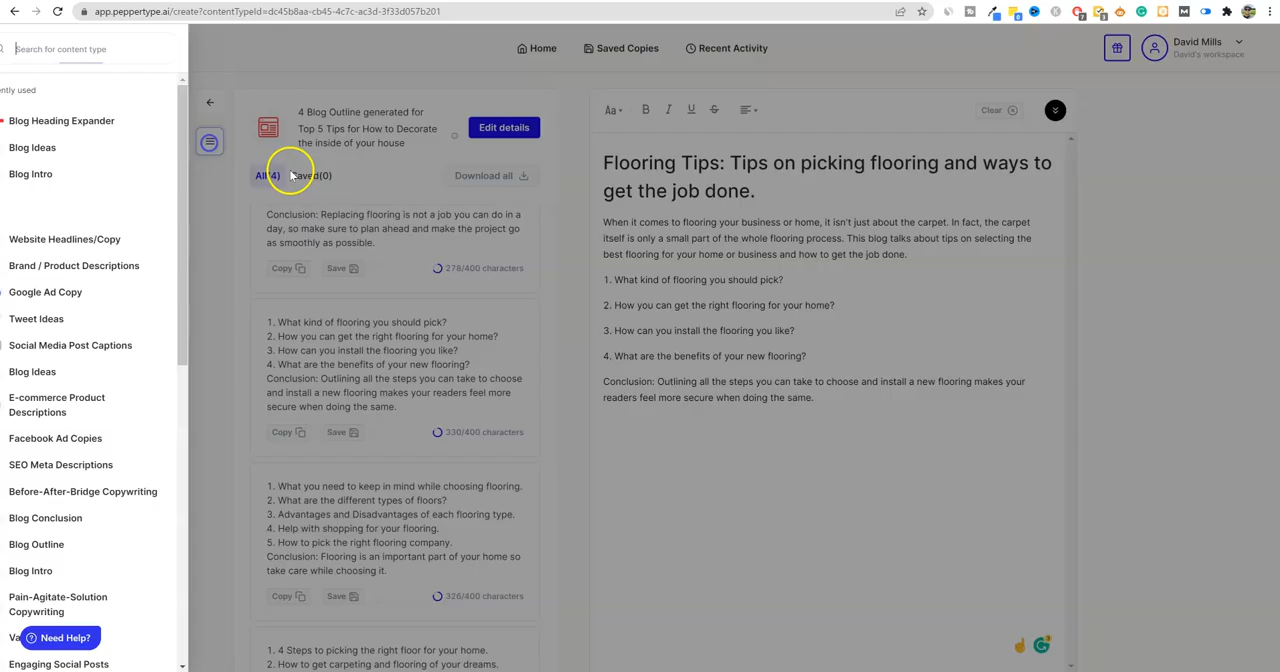 app.peppertype.ai/create?contentTypeId=dc45b8aa-cb45-4c7c-ac3d-3f33d057b201
Search for content type
ently used
Blog Heading Expander
Blog Ideas
Blog Intro
Website Headlines/Copy
Brand / Product Descriptions
Google Ad Copy
Tweet Ideas
Social Media Post Captions
Blog Ideas
E-commerce Product
Descriptions
Facebook Ad Copies
SEO Meta Descriptions
Before-After-Bridge Copywriting
Blog Conclusion
Blog Outline
Blog Intro
Pain-Agitate-Solution
Copywriting
Va
Need Help?
Engaging Social Posts
Home
Saved Copies
Recent Activity
David Mills
David's workspace
4 Blog Outline generated for
Top 5 Tips for How to Decorate
the inside of your house
Edit details
All(4)
Saved(0)
Download all
Conclusion: Replacing flooring is not a job you can do in a
day, so make sure to plan ahead and make the project go
as smoothly as possible.
Copy
Save
278/400 characters
1. What kind of flooring you should pick?
2. How you can get the right flooring for your home?
3. How can you install the flooring you like?
4. What are the benefits of your new flooring?
Conclusion: Outlining all the steps you can take to choose
and install a new flooring makes your readers feel more
secure when doing the same.
Copy
Save
330/400 characters
1. What you need to keep in mind while choosing flooring.
2. What are the different types of floors?
3. Advantages and Disadvantages of each flooring type.
4. Help with shopping for your flooring.
5. How to pick the right flooring company.
Conclusion: Flooring is an important part of your home so
take care while choosing it.
Copy
Save
326/400 characters
1. 4 Steps to picking the right floor for your home.
2. How to get carpeting and flooring of your dreams.
Aa
B
I
U
S
Clear
Flooring Tips: Tips on picking flooring and ways to
get the job done.
When it comes to flooring your business or home, it isn't just about the carpet. In fact, the carpet
itself is only a small part of the whole flooring process. This blog talks about tips on selecting the
best flooring for your home or business and how to get the job done.
1. What kind of flooring you should pick?
2. How you can get the right flooring for your home?
3. How can you install the flooring you like?
4. What are the benefits of your new flooring?
Conclusion: Outlining all the steps you can take to choose and install a new flooring makes your
readers feel more secure when doing the same.